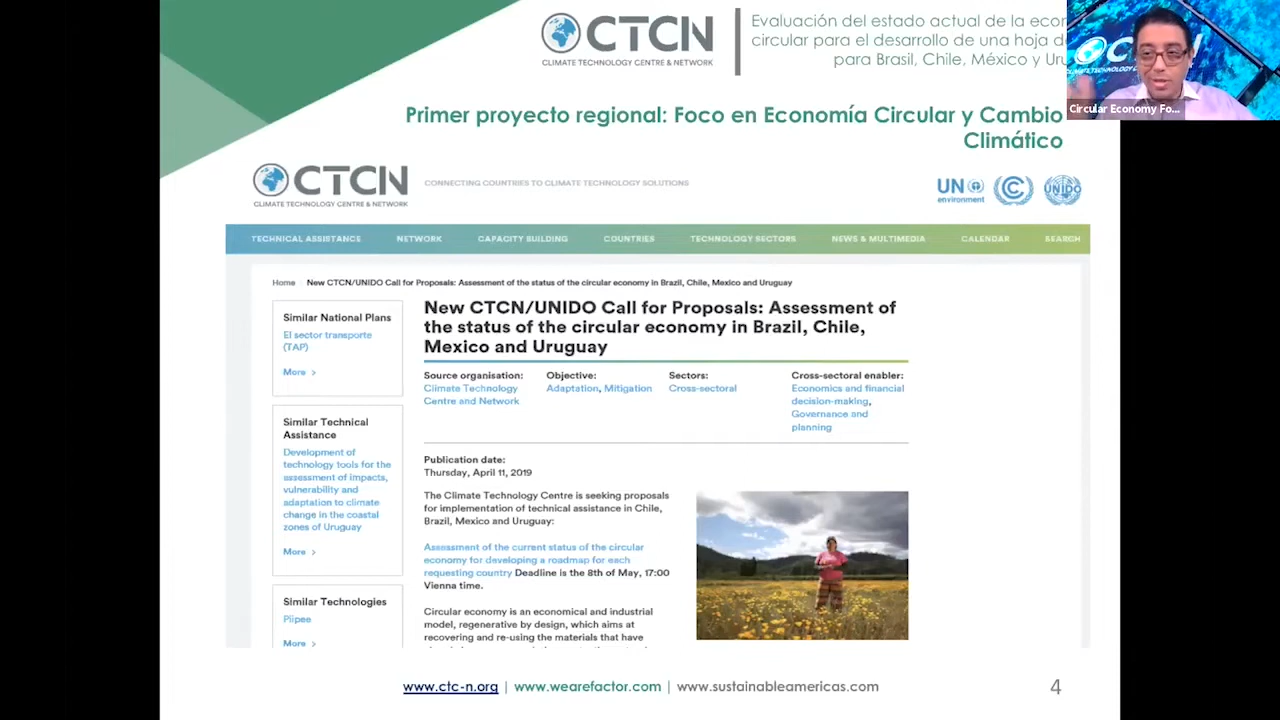 CTCN
CLIMATE TECHNOLOGY CENTRE & NETWORK
Evaluación del estado actual de la
circular para el desarrollo de una hoja
para Brasil, Chile, México y
Circular Economy Fo...
Primer proyecto regional: Foco en Economía Circular y Cambio
Climático
CTCN
CLIMATE TECHNOLOGY CENTRE & NETWORK
CONNECTING COUNTRIES TO CLIMATE TECHNOLOGY SOLUTIONS
UN
environment
UNIDO
TECHNICAL ASSISTANCE NETWORK CAPACITY BUILDING COUNTRIES TECHNOLOGY SECTORS NEWS & MULTIMEDIA CALENDAR SEARCH
Home New CTCN/UNIDO Call for Proposals: Assessment of the status of the circular economy in Brazil, Chile, Mexico and Uruguay
Similar National Plans
El sector transporte
(TAP)
More >
Similar Technical
Assistance
Development of
technology tools for the
assessment of impacts,
vulnerability and
adaptation to climate
change in the coastal
zones of Uruguay
More >
Similar Technologies
Piipee
More >
New CTCN/UNIDO Call for Proposals: Assessment of
the status of the circular economy in Brazil, Chile,
Mexico and Uruguay
Source organisation:
Climate Technology
Centre and Network
Objective:
Adaptation, Mitigation
Sectors:
Cross-sectoral
Cross-sectoral enabler:
Economics and financial
decision-making,
Governance and
planning
Publication date:
Thursday, April 11, 2019
The Climate Technology Centre is seeking proposals
for implementation of technical assistance in Chile,
Brazil, Mexico and Uruguay:
Assessment of the current status of the circular
economy for developing a roadmap for each
requesting country Deadline is the 8th of May, 17:00
Vienna time.
Circular economy is an economical and industrial
model, regenerative by design, which aims at
recovering and re-using the materials that have
www.ctc-n.org | www.wearefactor.com | www.sustainableamericas.com
4